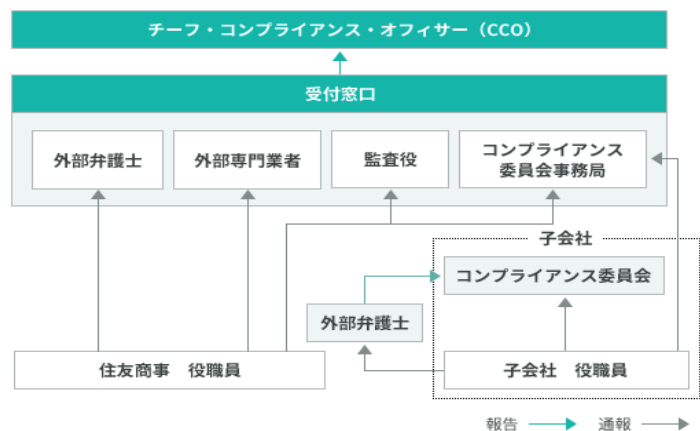 チーフ・コンプライアンス・オフィサー（CCO）
受付窓口
外部弁護士
外部専門業者
監査役
コンプライアンス
委員会事務局
子会社
コンプライアンス委員会
外部弁護士
住友商事　役職員
子会社　役職員
報告
通報